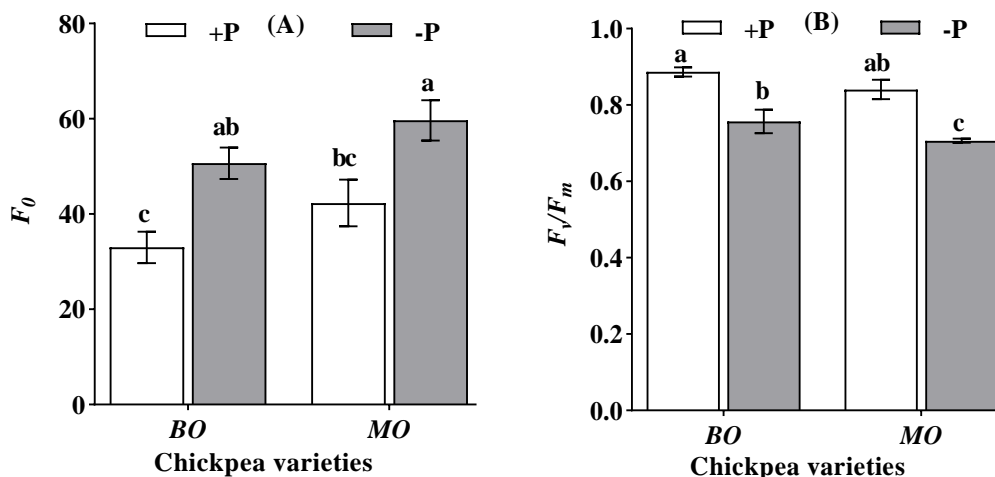 +P (A) -P
80
60
40
20
0
F0
c
ab
bc
a
BO MO
Chickpea varieties
+P (B) -P
1.0
0.8
0.6
0.4
0.2
0.0
Fv/Fm
a
b
ab
c
BO MO
Chickpea varieties